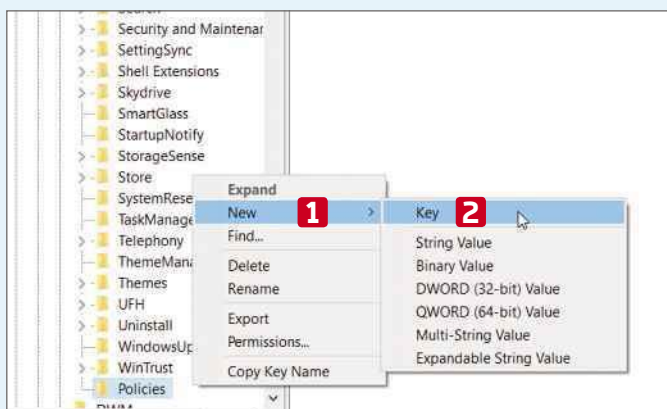 Search
Security and Maintenar
SettingSync
Shell Extensions
Skydrive
SmartGlass
StartupNotify
StorageSense
Store
SystemRese
TaskManage
Telephony
ThemeMana
Themes
UFH
Uninstall
WindowsUp
WinTrust
Policies
DWM
Expand
New 1 >
Find...
Delete
Rename
Export
Permissions...
Copy Key Name
Key 2
String Value
Binary Value
DWORD (32-bit) Value
QWORD (64-bit) Value
Multi-String Value
Expandable String Value